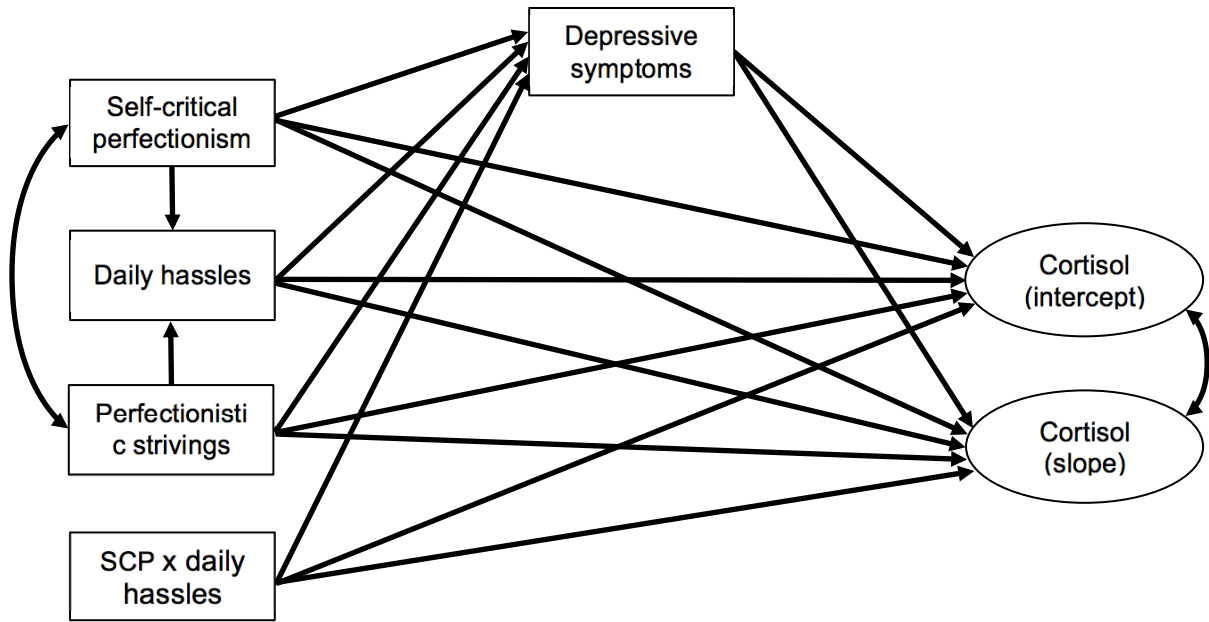 Depressive
symptoms
Self-critical
perfectionism
Daily hassles
Perfectionisti
c strivings
SCP x daily
hassles
Cortisol
(intercept)
Cortisol
(slope)